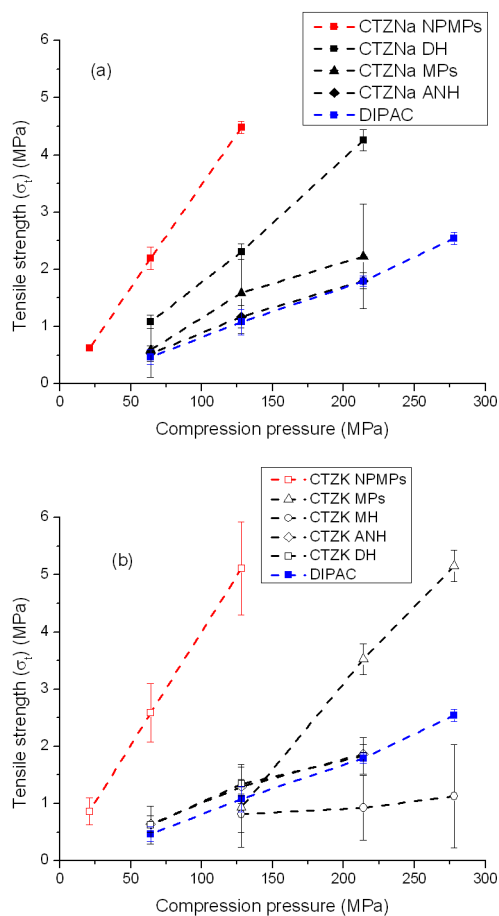 (a)
CTZNa NPMPs
CTZNa DH
CTZNa MPs
CTZNa ANH
DIPAC
Tensile strength (σt) (MPa)
6
5
4
3
2
1
0
0 50 100 150 200 250 300
Compression pressure (MPa)
(b)
CTZK NPMPs
CTZK MPs
CTZK MH
CTZK ANH
CTZK DH
DIPAC
Tensile strength (σt) (MPa)
6
5
4
3
2
1
0
0 50 100 150 200 250 300
Compression pressure (MPa)